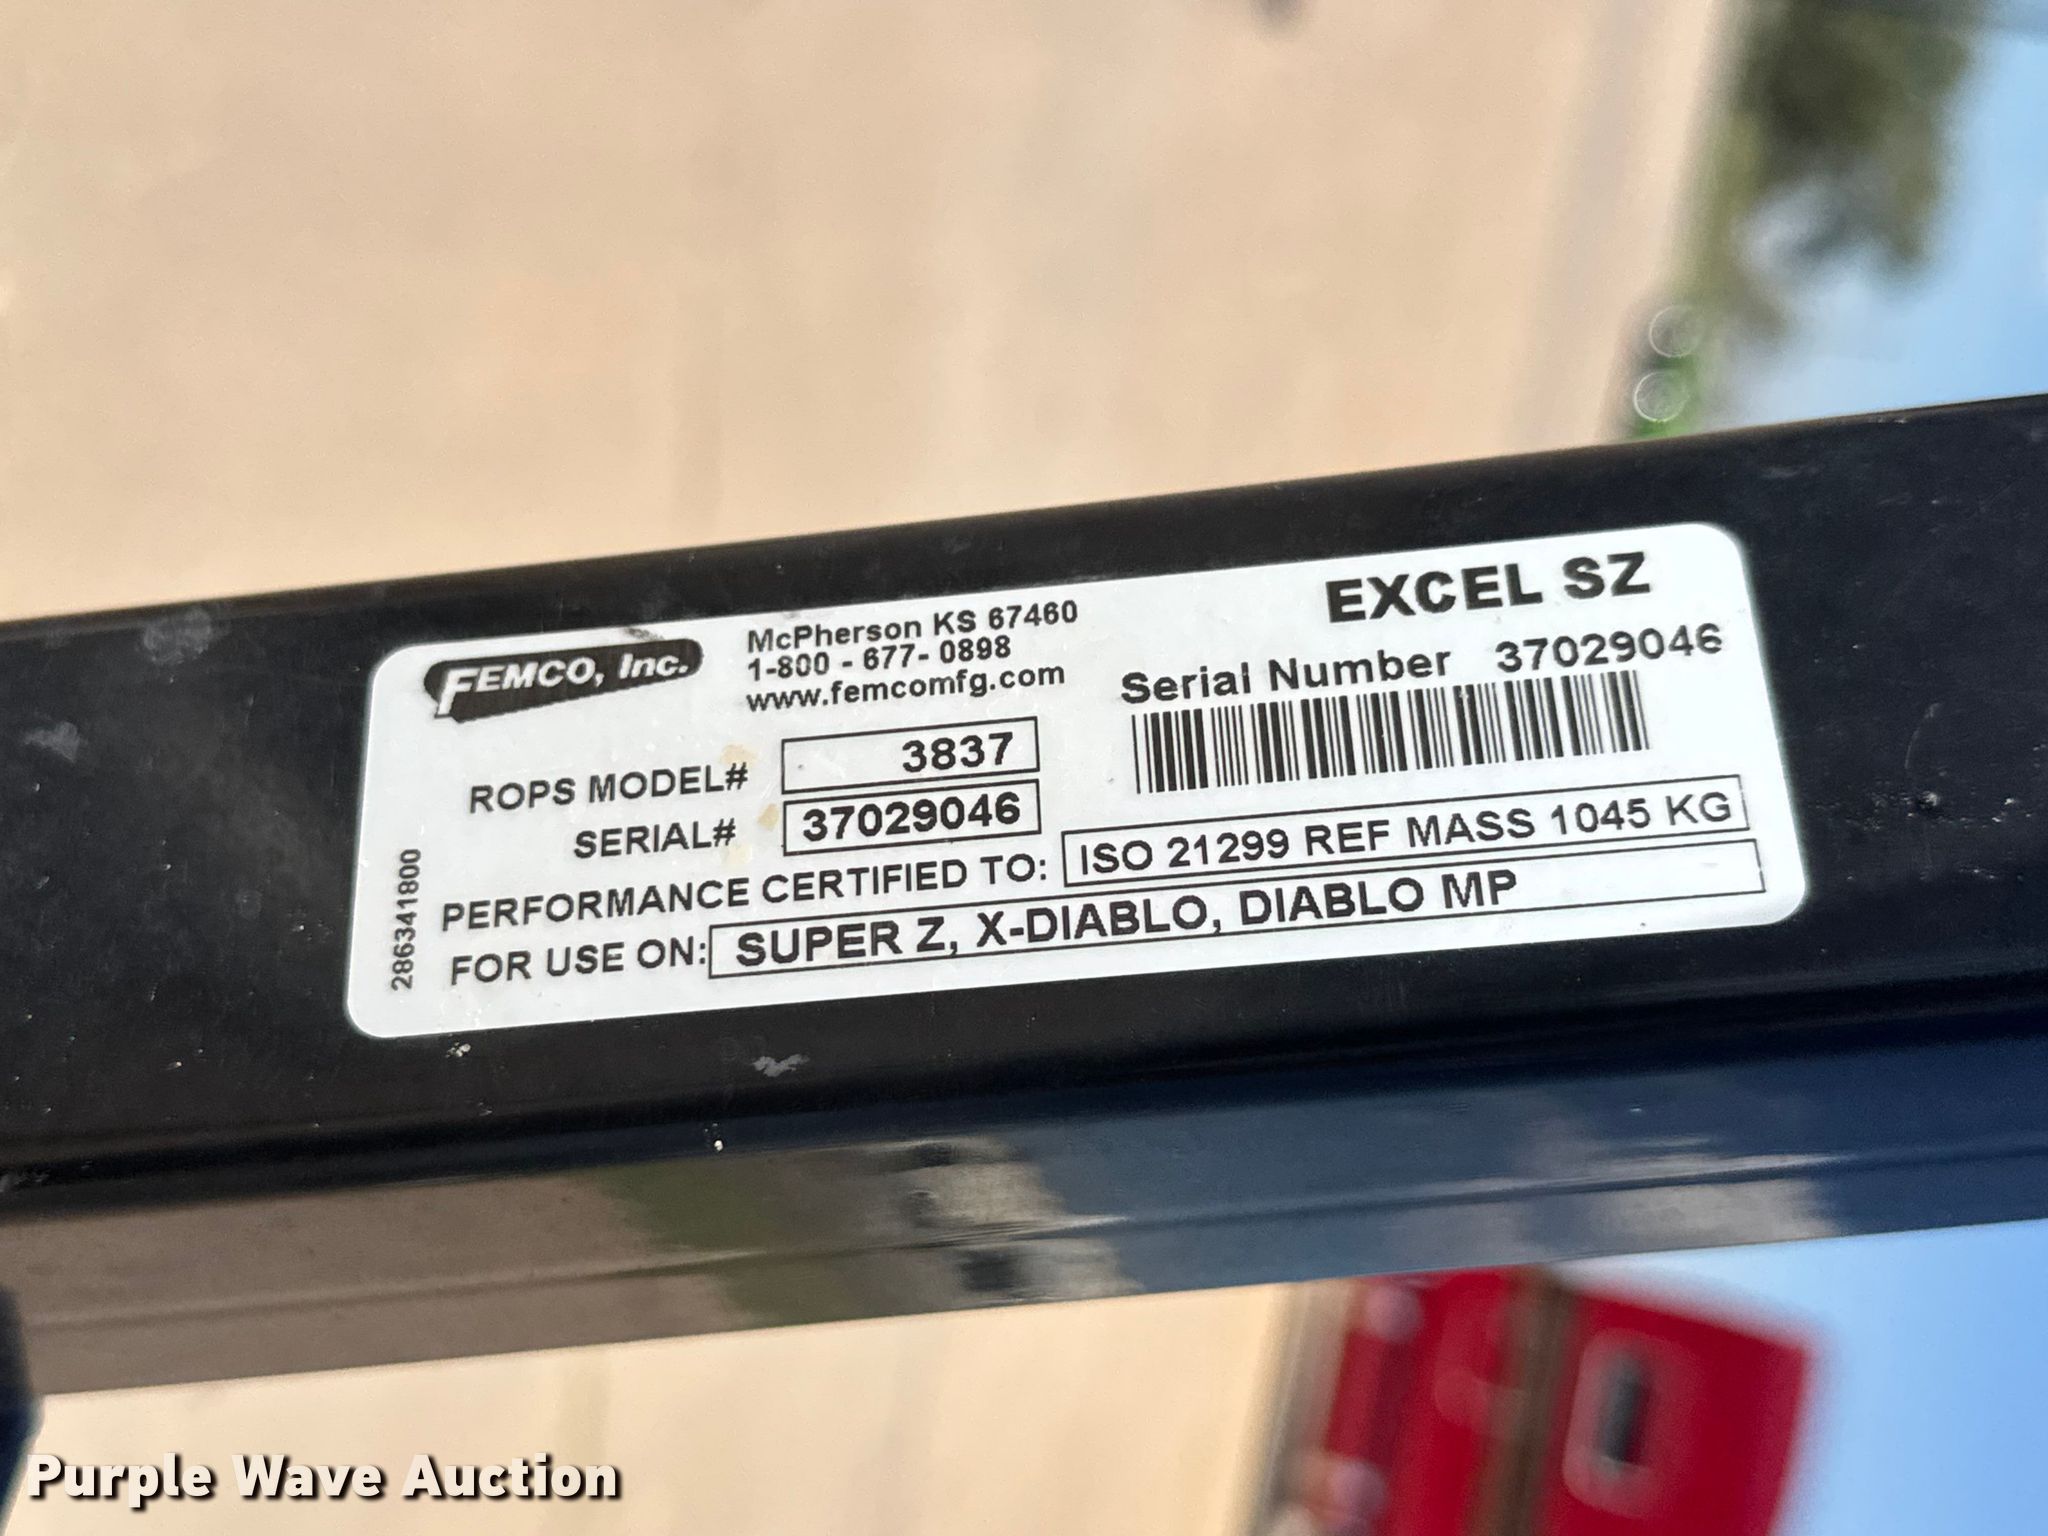 FEMCO, Inc.
McPherson KS 67460
1-800 - 677- 0898
www.femcomfg.com
EXCEL SZ
Serial Number 37029046
ROPS MODEL# 3837
SERIAL# 37029046
PERFORMANCE CERTIFIED TO: ISO 21299 REF MASS 1045 KG
FOR USE ON: SUPER Z, X-DIABLO, DIABLO MP
286341800
Purple Wave Auction